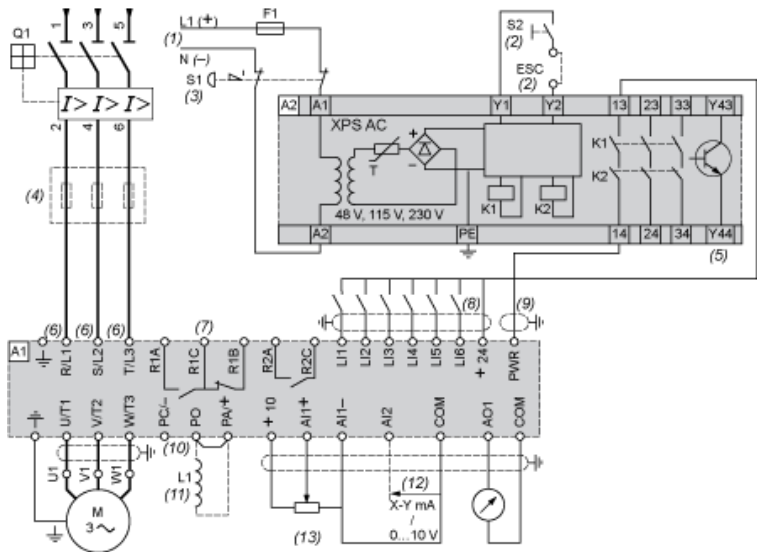 1 3 5
Q1
I> I> I>
2 4 6
(4)
L1 (+)
F1
(1)
N (–)
S1
(3)
S2
(2)
ESC
(2)
A2 A1 Y1 Y2 13 23 33 Y43
XPS AC
+
T
–
K1
K2
K1 K2
48 V, 115 V, 230 V
A2 PE 14 24 34 Y44
(5)
(6) (6) (6) (7) (8) (9)
A1
R/L1 S/L2 T/L3 R1A R1C R1B R2A R2C LI1 LI2 LI3 LI4 LI5 LI6 + 24 PWR
U/T1 V/T2 W/T3 PC/– PO PA/+ + 10 AI1+ AI1– AI2 COM AO1 COM
(10)
U1 V1 W1
L1
(11)
(12)
X-Y mA
/
0...10 V
(13)
M
3 ~